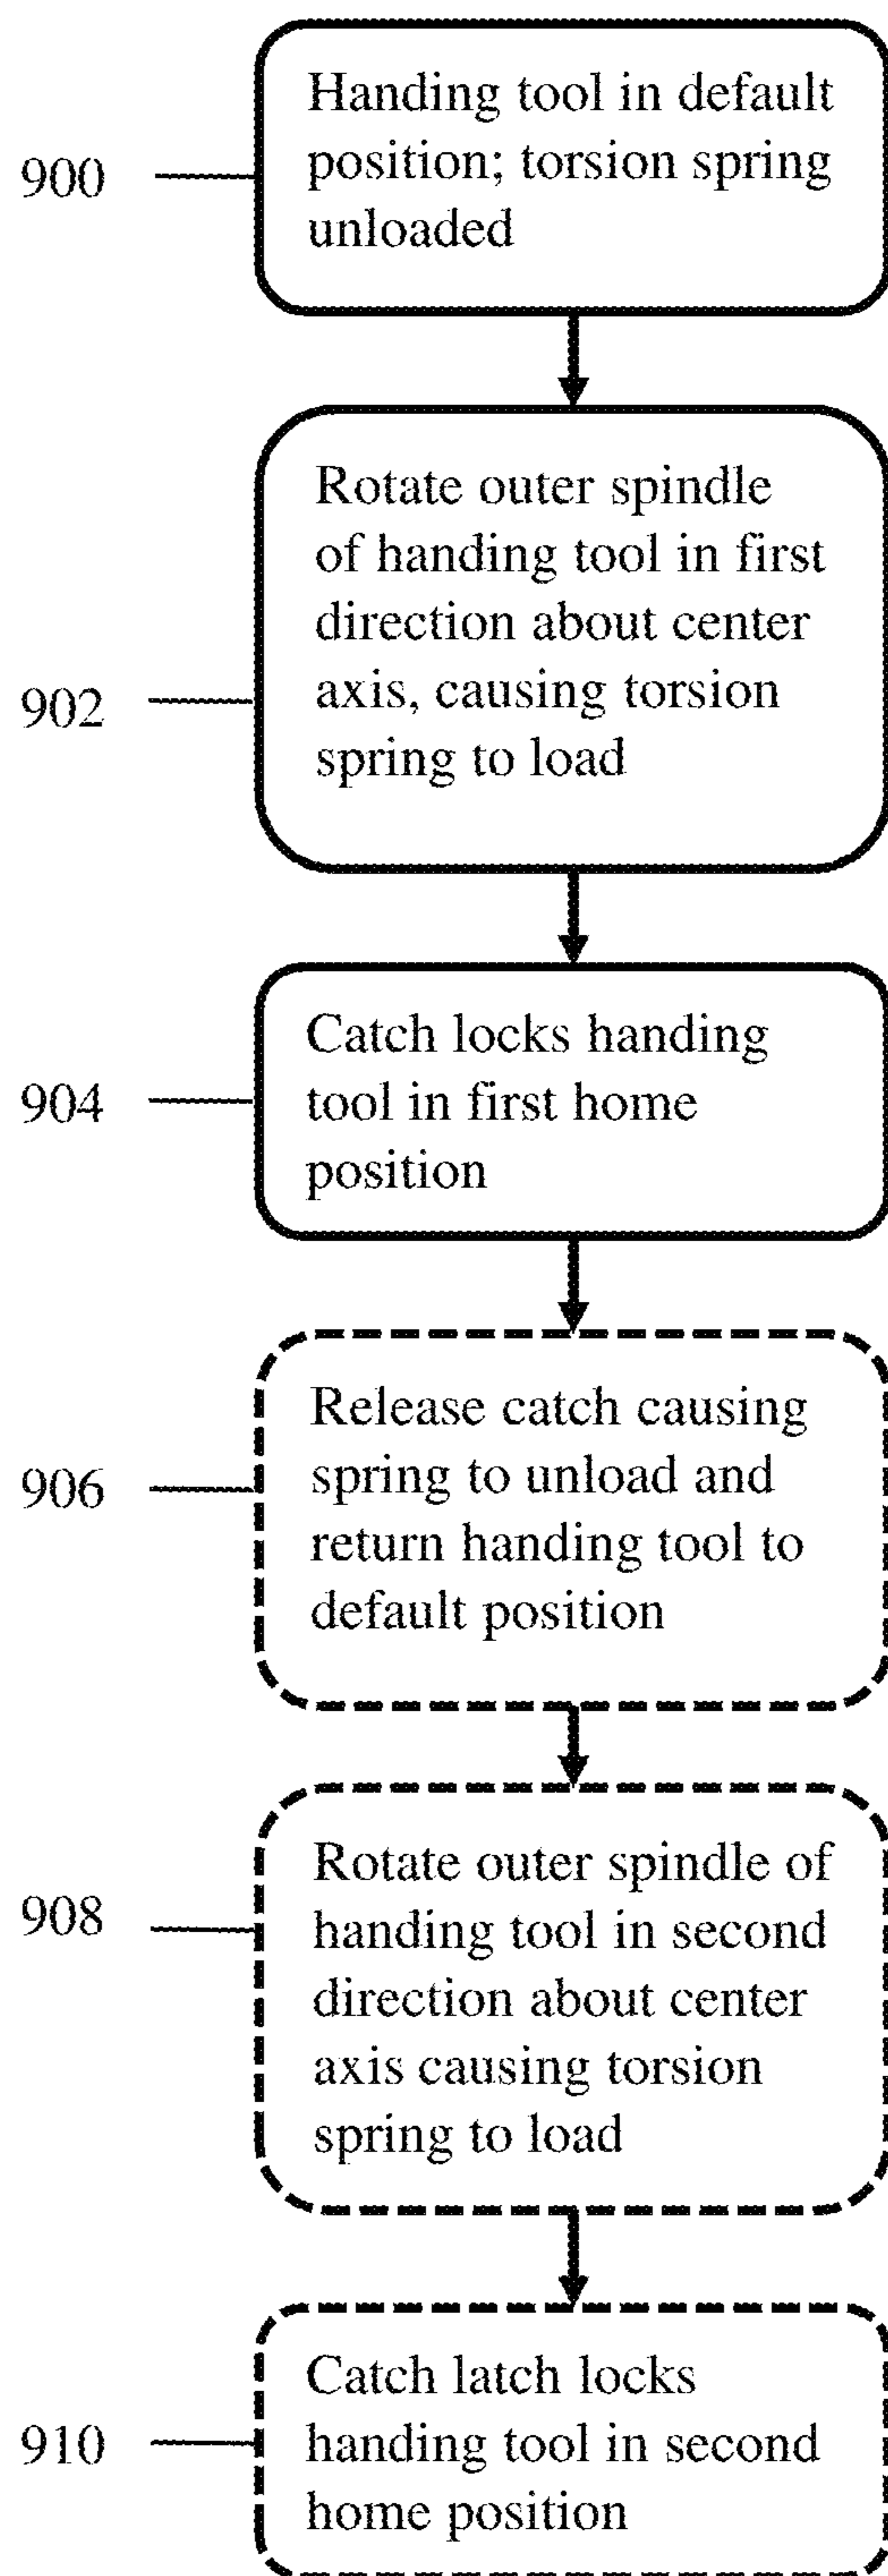 Handing tool in default
position; torsion spring
unloaded
900
Rotate outer spindle
of handing tool in first
direction about center
axis, causing torsion
spring to load
902
Catch locks handing
tool in first home
position
904
Release catch causing
spring to unload and
return handing tool to
default position
906
Rotate outer spindle of
handing tool in second
direction about center
axis causing torsion
spring to load
908
Catch latch locks
handing tool in second
home position
910